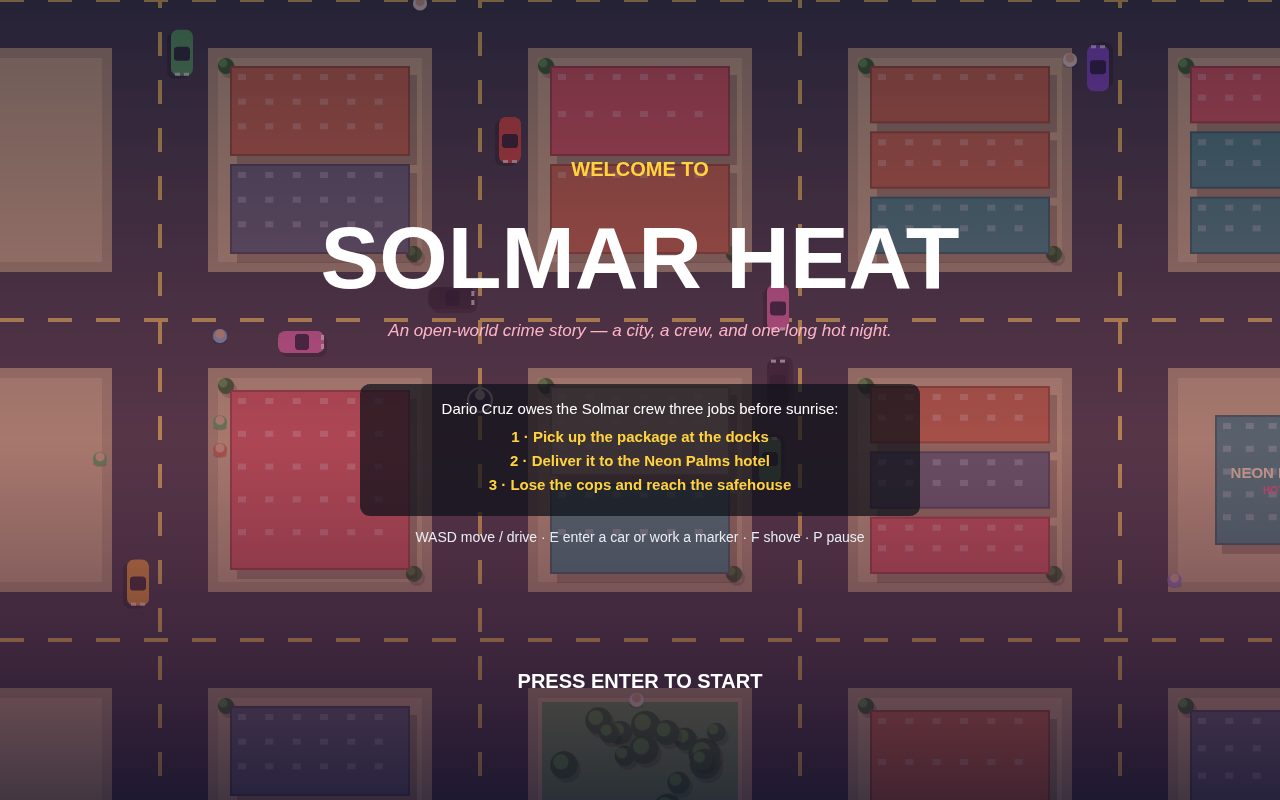 WELCOME TO
SOLMAR HEAT
An open-world crime story — a city, a crew, and one long hot night.
Dario Cruz owes the Solmar crew three jobs before sunrise:
1 · Pick up the package at the docks
2 · Deliver it to the Neon Palms hotel
3 · Lose the cops and reach the safehouse
NEON
WASD move / drive · E enter a car or work a marker · F shove · P pause
PRESS ENTER TO START